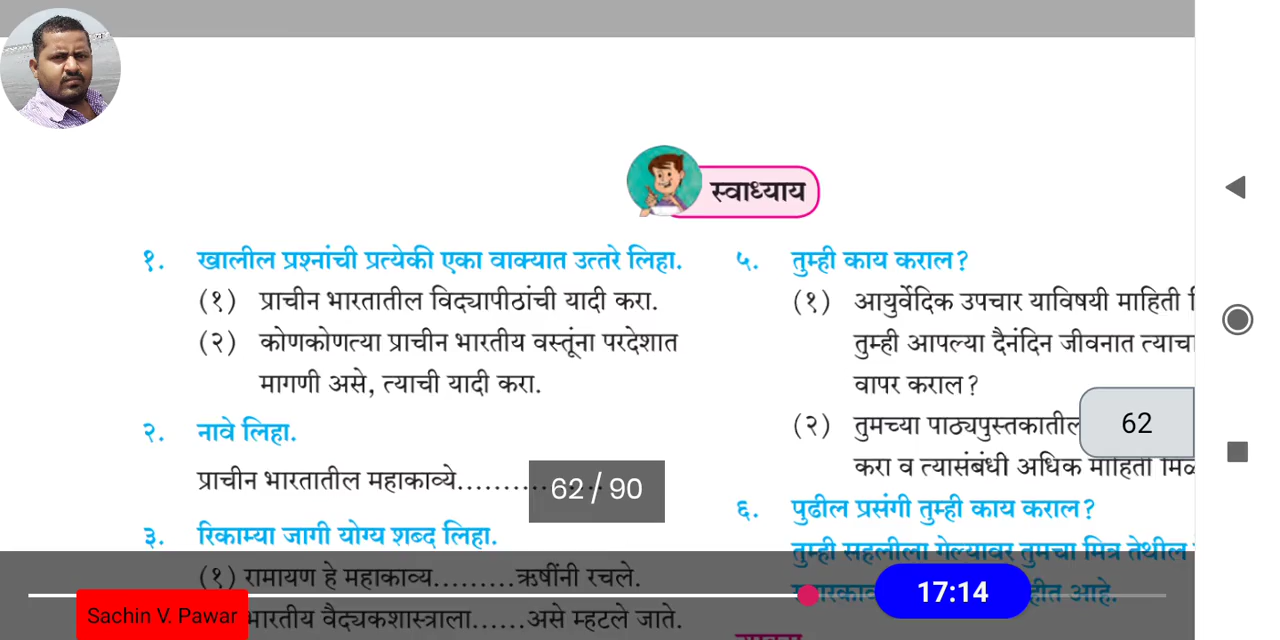 स्वाध्याय
१. खालील प्रश्नांची प्रत्येकी एका वाक्यात उत्तरे लिहा.
(१) प्राचीन भारतातील विद्यापीठांची यादी करा.
(२) कोणकोणत्या प्राचीन भारतीय वस्तूंना परदेशात
मागणी असे, त्याची यादी करा.
२. नावे लिहा.
प्राचीन भारतातील महाकाव्ये..........
३. रिकाम्या जागी योग्य शब्द लिहा.
(१) रामायण हे महाकाव्य.........ऋषींनी रचले.
भारतीय वैद्यकशास्त्राला......असे म्हटले जाते.
५. तुम्ही काय कराल?
(१) आयुर्वेदिक उपचार याविषयी माहिती
तुम्ही आपल्या दैनंदिन जीवनात
वापर कराल?
(२) तुमच्या पाठ्यपुस्तकातील
करा व त्यासंबंधी अधिक माहिती
६. पुढील प्रसंगी तुम्ही काय कराल?
तुम्ही सहलीला गेल्यावर तुमचा मित्र तेथील
आहे.
62
62 / 90
17:14
Sachin V. Pawar